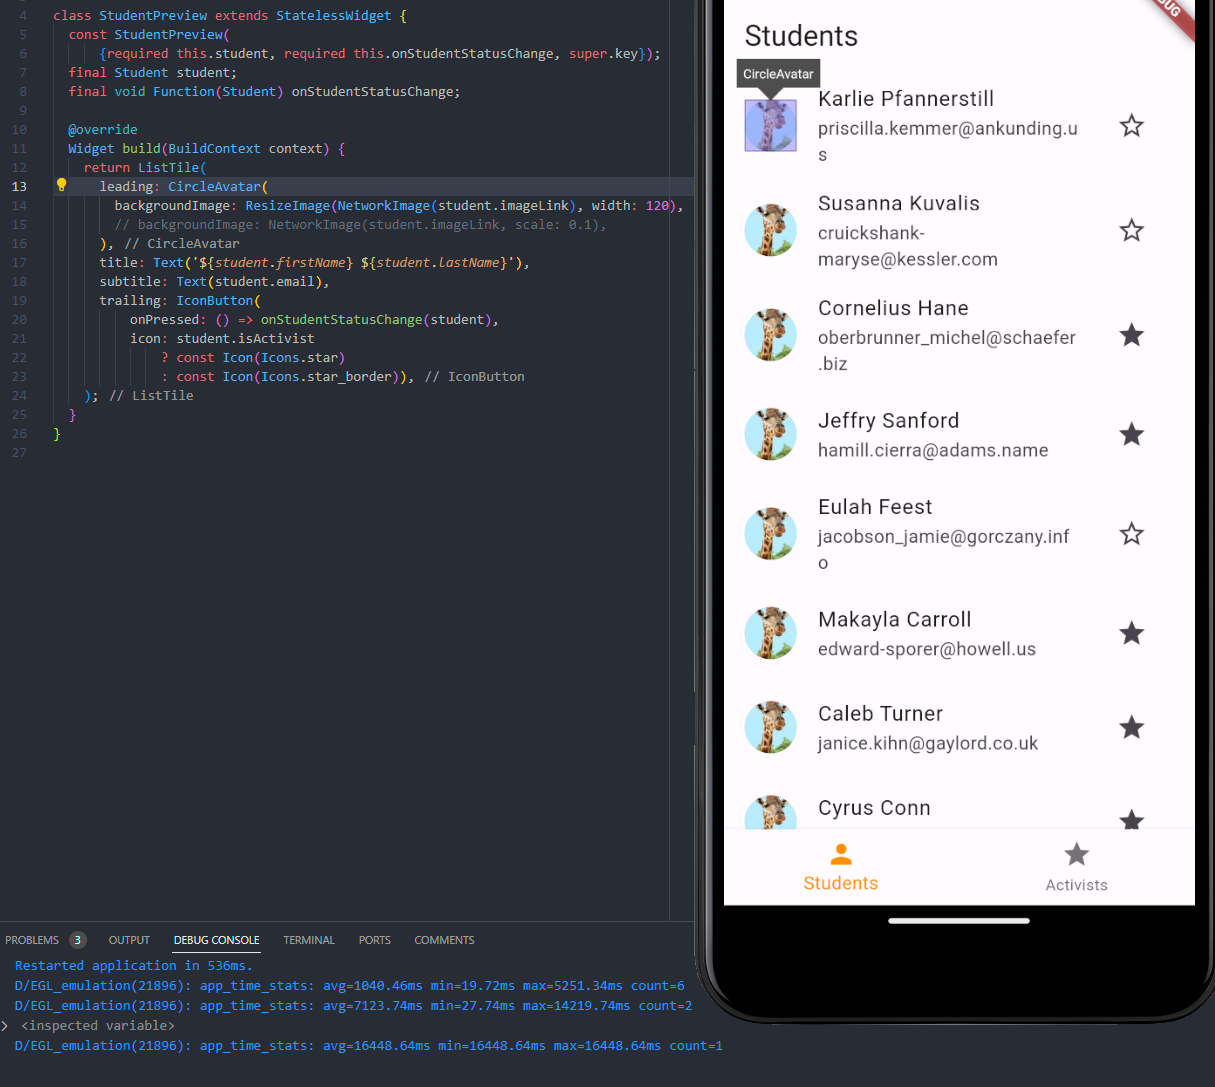 4 class StudentPreview extends StatelessWidget {
5 const StudentPreview(
6 {required this.student, required this.onStudentStatusChange, super.key});
7 final Student student;
8 final void Function(Student) onStudentStatusChange;
9
10 @override
11 Widget build(BuildContext context) {
12 return ListTile(
13 leading: CircleAvatar(
14 backgroundImage: ResizeImage(NetworkImage(student.imageLink), width: 120),
15 // backgroundImage: NetworkImage(student.imageLink, scale: 0.1),
16 ), // CircleAvatar
17 title: Text('${student.firstName} ${student.lastName}'),
18 subtitle: Text(student.email),
19 trailing: IconButton(
20 onPressed: () => onStudentStatusChange(student),
21 icon: student.isActivist
22 ? const Icon(Icons.star)
23 : const Icon(Icons.star_border)), // IconButton
24 ); // ListTile
25 }
26 }
27
PROBLEMS 3 OUTPUT DEBUG CONSOLE TERMINAL PORTS COMMENTS
Restarted application in 536ms.
D/EGL_emulation(21896): app_time_stats: avg=1040.46ms min=19.72ms max=5251.34ms count=6
D/EGL_emulation(21896): app_time_stats: avg=7123.74ms min=27.74ms max=14219.74ms count=2
<inspected variable>
D/EGL_emulation(21896): app_time_stats: avg=16448.64ms min=16448.64ms max=16448.64ms count=1
Students
CircleAvatar
Karlie Pfannerstill
priscilla.kemmer@ankunding.u
s
Susanna Kuvalis
cruickshank-
maryse@kessler.com
Cornelius Hane
oberbrunner_michel@schaefer
.biz
Jeffry Sanford
hamill.cierra@adams.name
Eulah Feest
jacobson_jamie@gorczany.inf
o
Makayla Carroll
edward-sporer@howell.us
Caleb Turner
janice.kihn@gaylord.co.uk
Cyrus Conn
Students
Activists